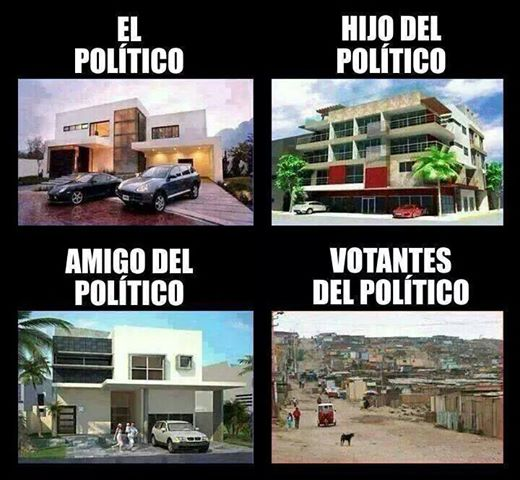 EL
POLÍTICO
HIJO DEL
POLÍTICO
AMIGO DEL
POLÍTICO
VOTANTES
DEL POLÍTICO